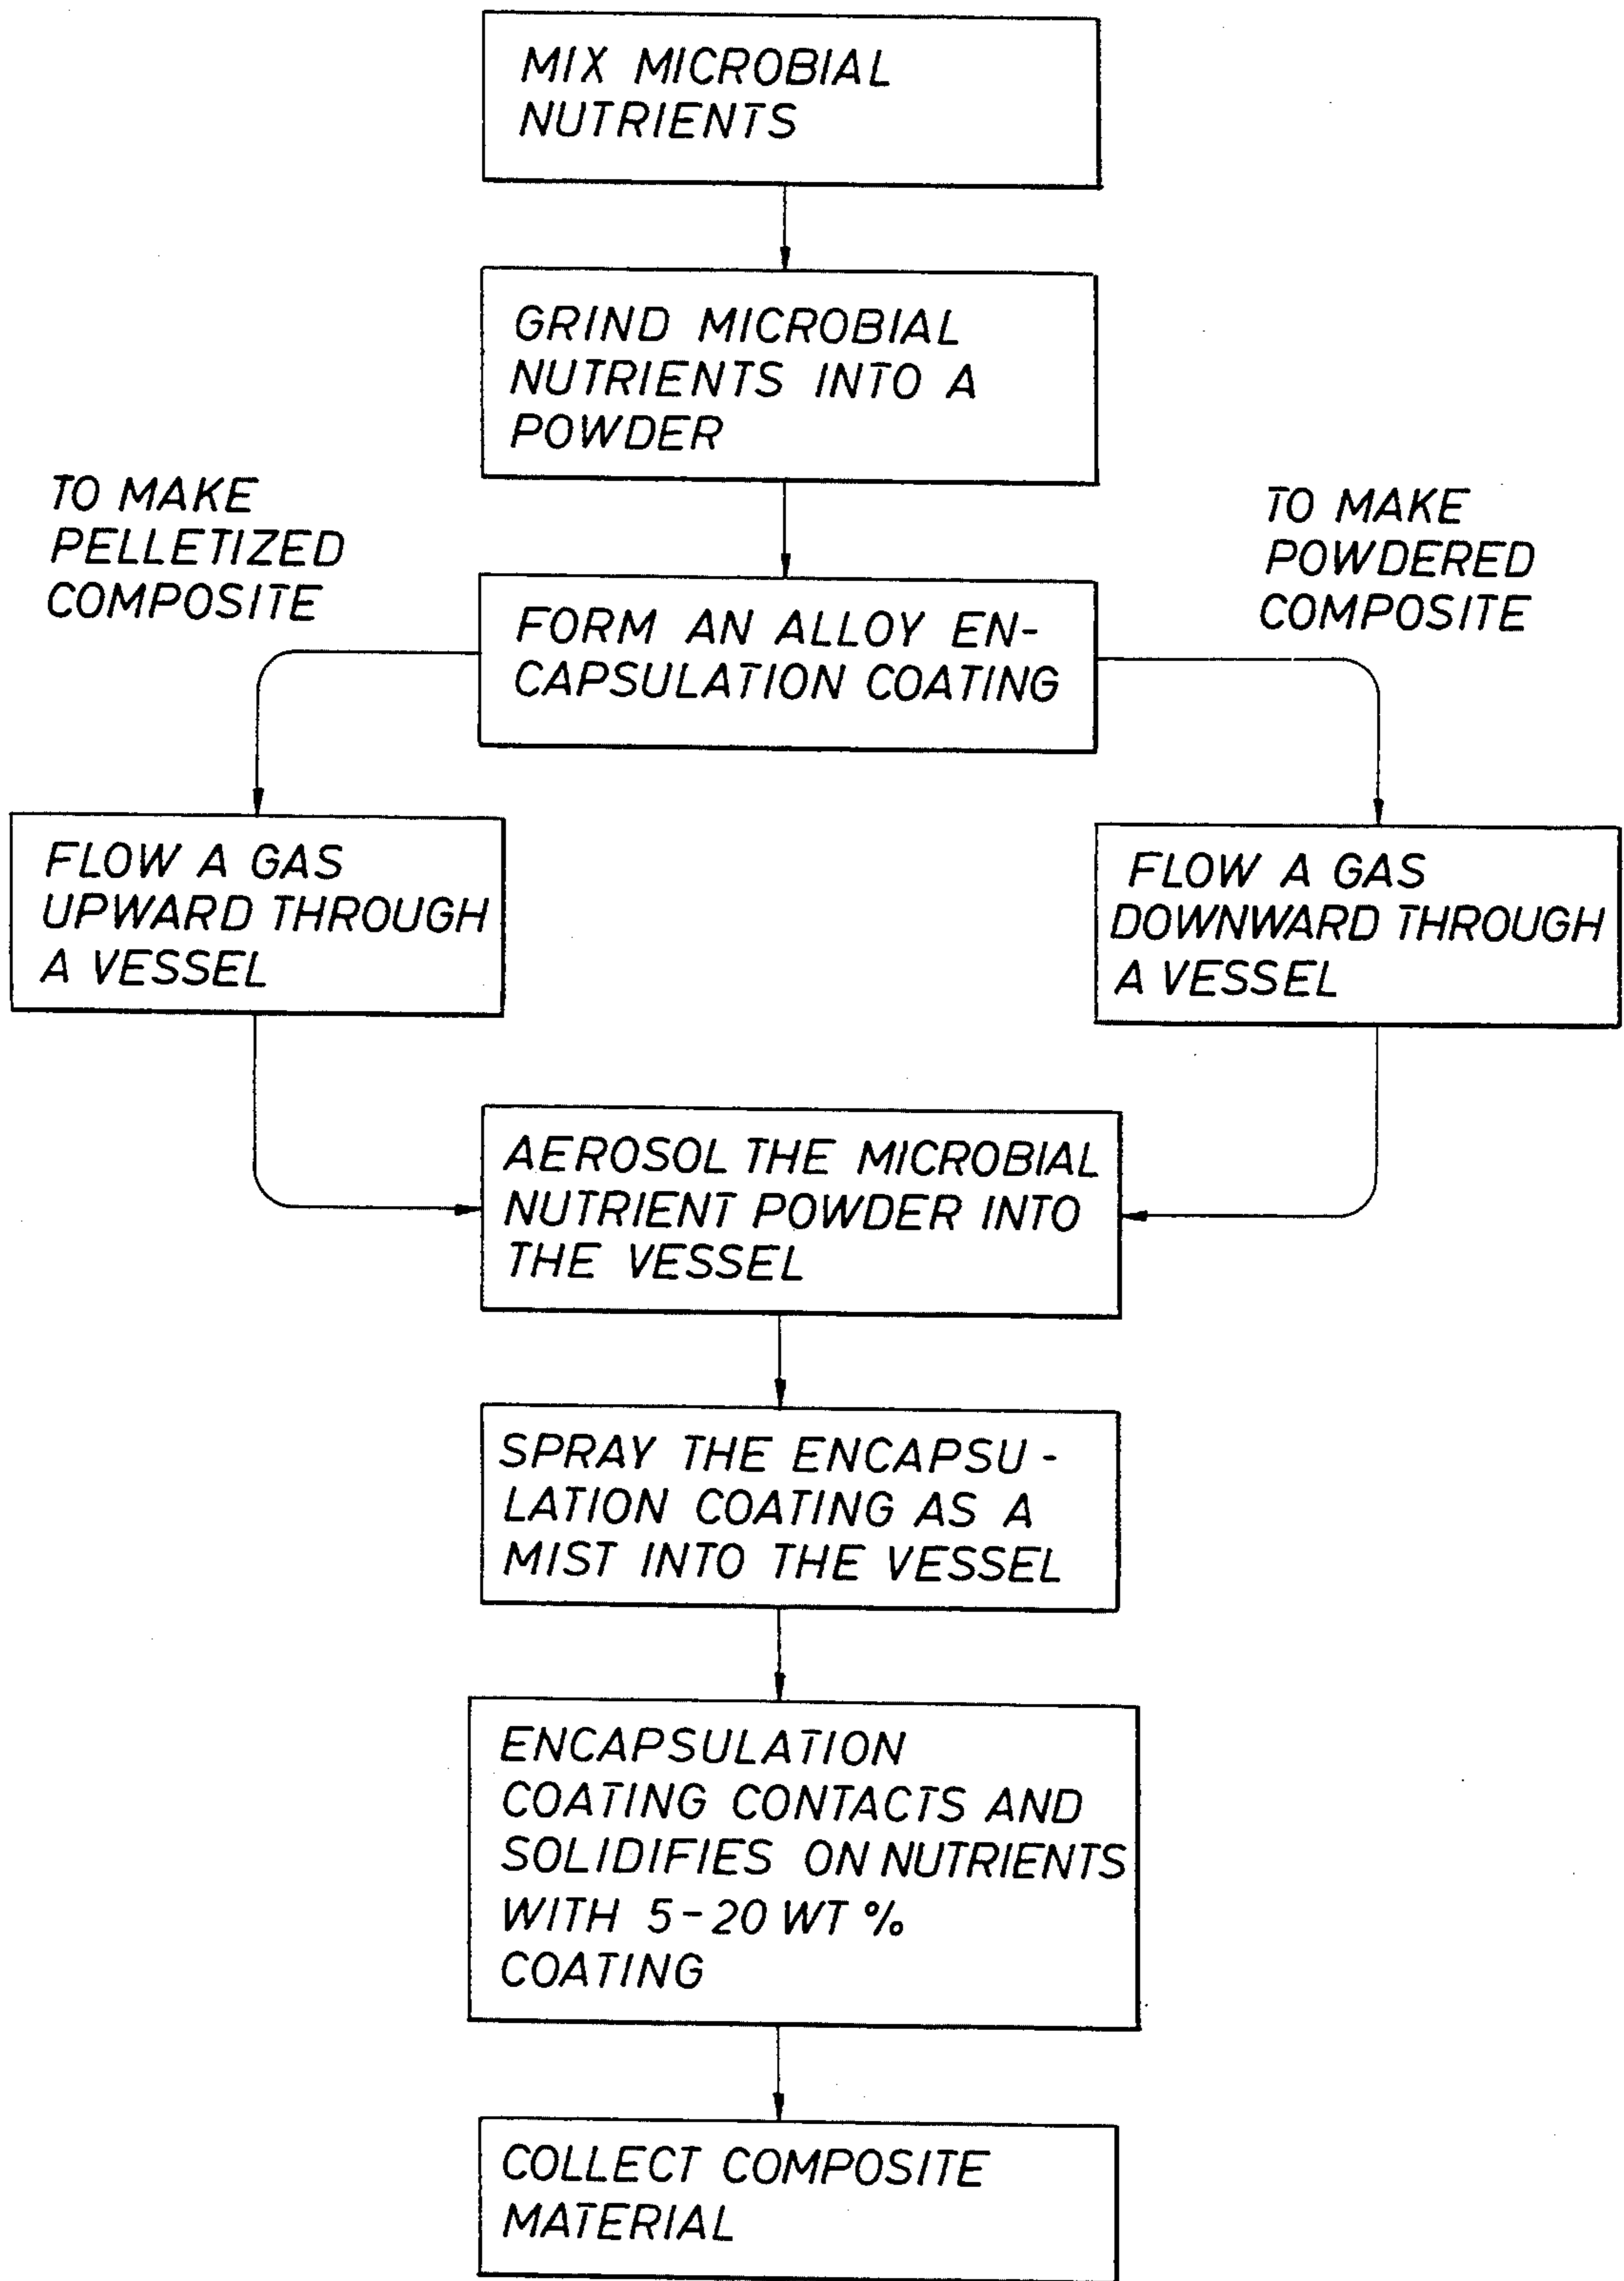 MIX MICROBIAL
NUTRIENTS
GRIND MICROBIAL
NUTRIENTS INTO A
POWDER
TO MAKE
PELLETIZED
COMPOSITE
TO MAKE
POWDERED
COMPOSITE
FORM AN ALLOY EN-
CAPSULATION COATING
FLOW A GAS
UPWARD THROUGH
A VESSEL
FLOW A GAS
DOWNWARD THROUGH
A VESSEL
AEROSOL THE MICROBIAL
NUTRIENT POWDER INTO
THE VESSEL
SPRAY THE ENCAPSU-
LATION COATING AS A
MIST INTO THE VESSEL
ENCAPSULATION
COATING CONTACTS AND
SOLIDIFIES ON NUTRIENTS
WITH 5-20 WT %
COATING
COLLECT COMPOSITE
MATERIAL